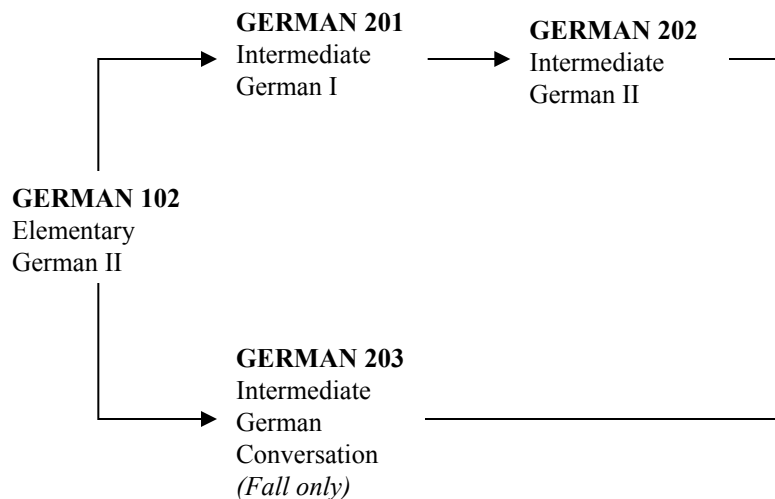 GERMAN 201
Intermediate
German I
GERMAN 202
Intermediate
German II
GERMAN 102
Elementary
German II
GERMAN 203
Intermediate
German
Conversation
(Fall only)